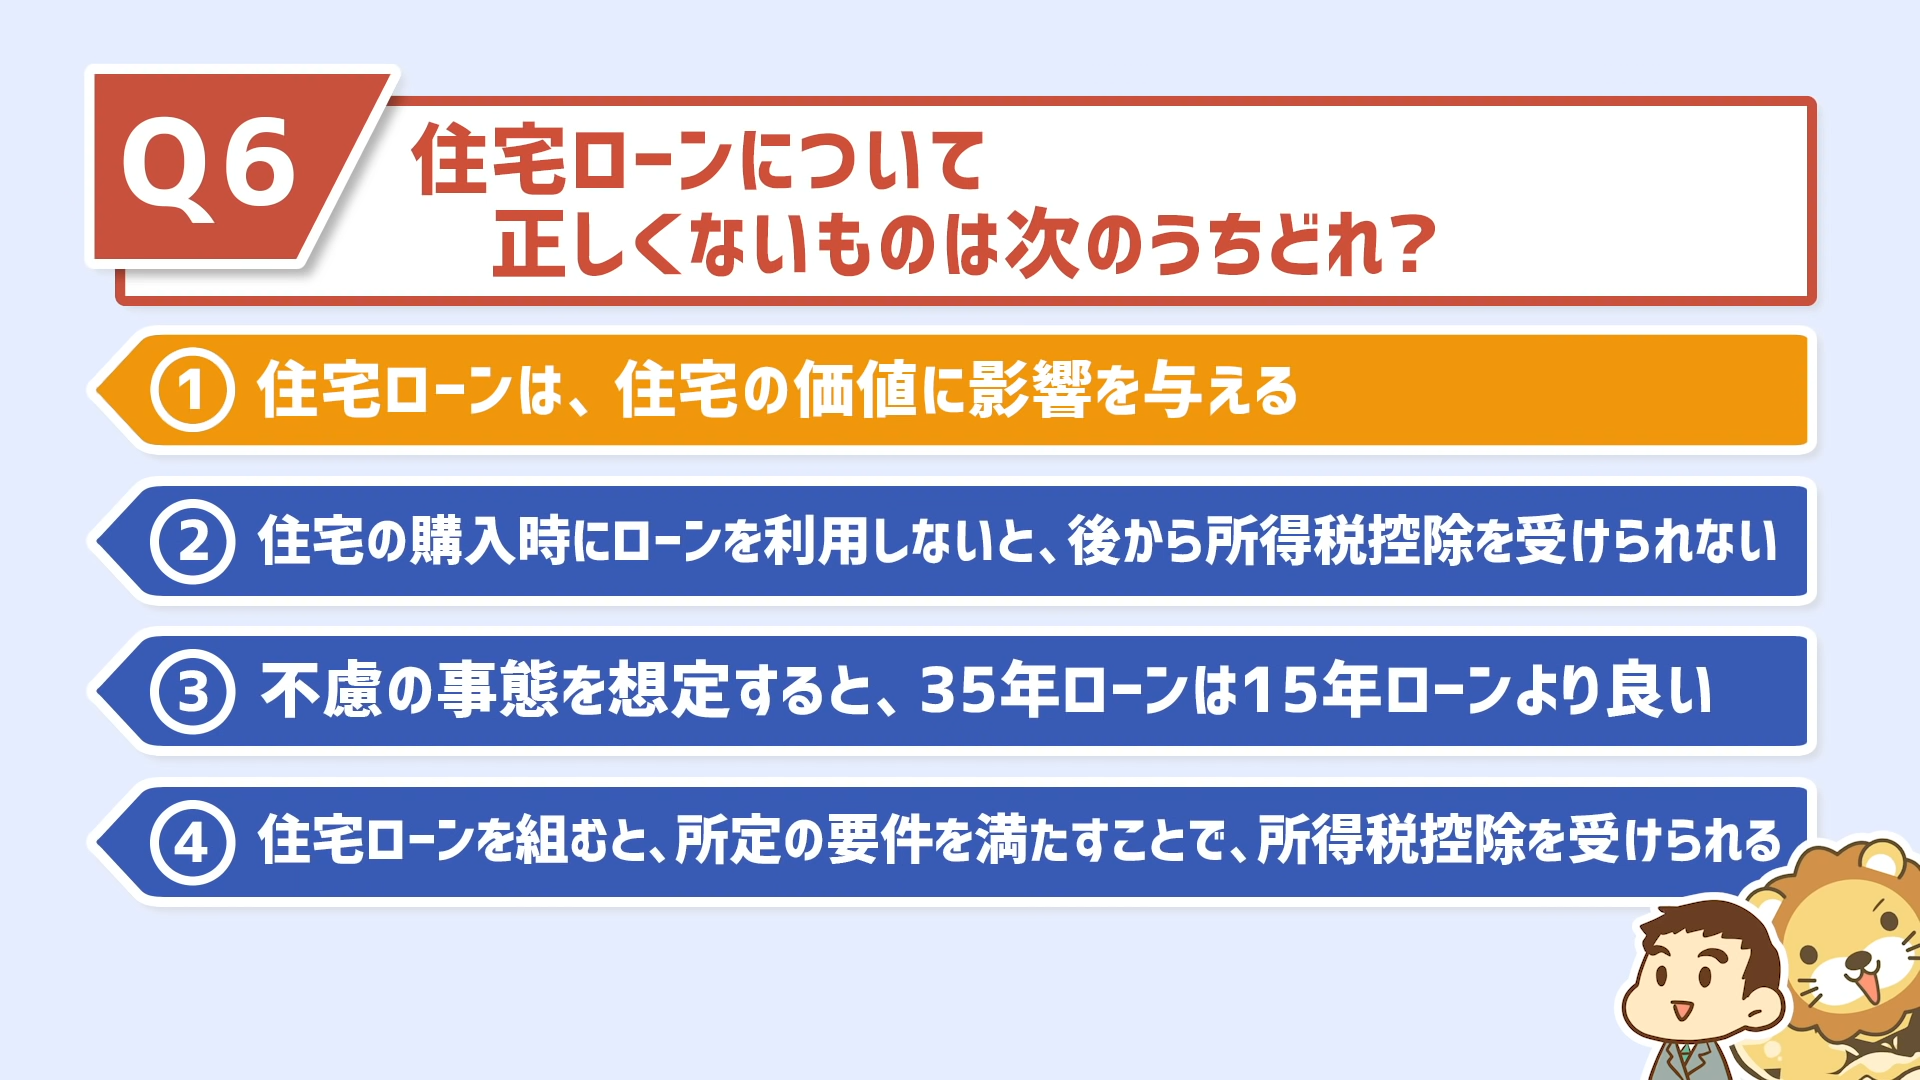 Q6
住宅ローンについて
正しくないものは次のうちどれ？
① 住宅ローンは、住宅の価値に影響を与える
② 住宅の購入時にローンを利用しないと、後から所得税控除を受けられない
③ 不慮の事態を想定すると、35年ローンは15年ローンより良い
④ 住宅ローンを組むと、所定の要件を満たすことで、所得税控除を受けられる